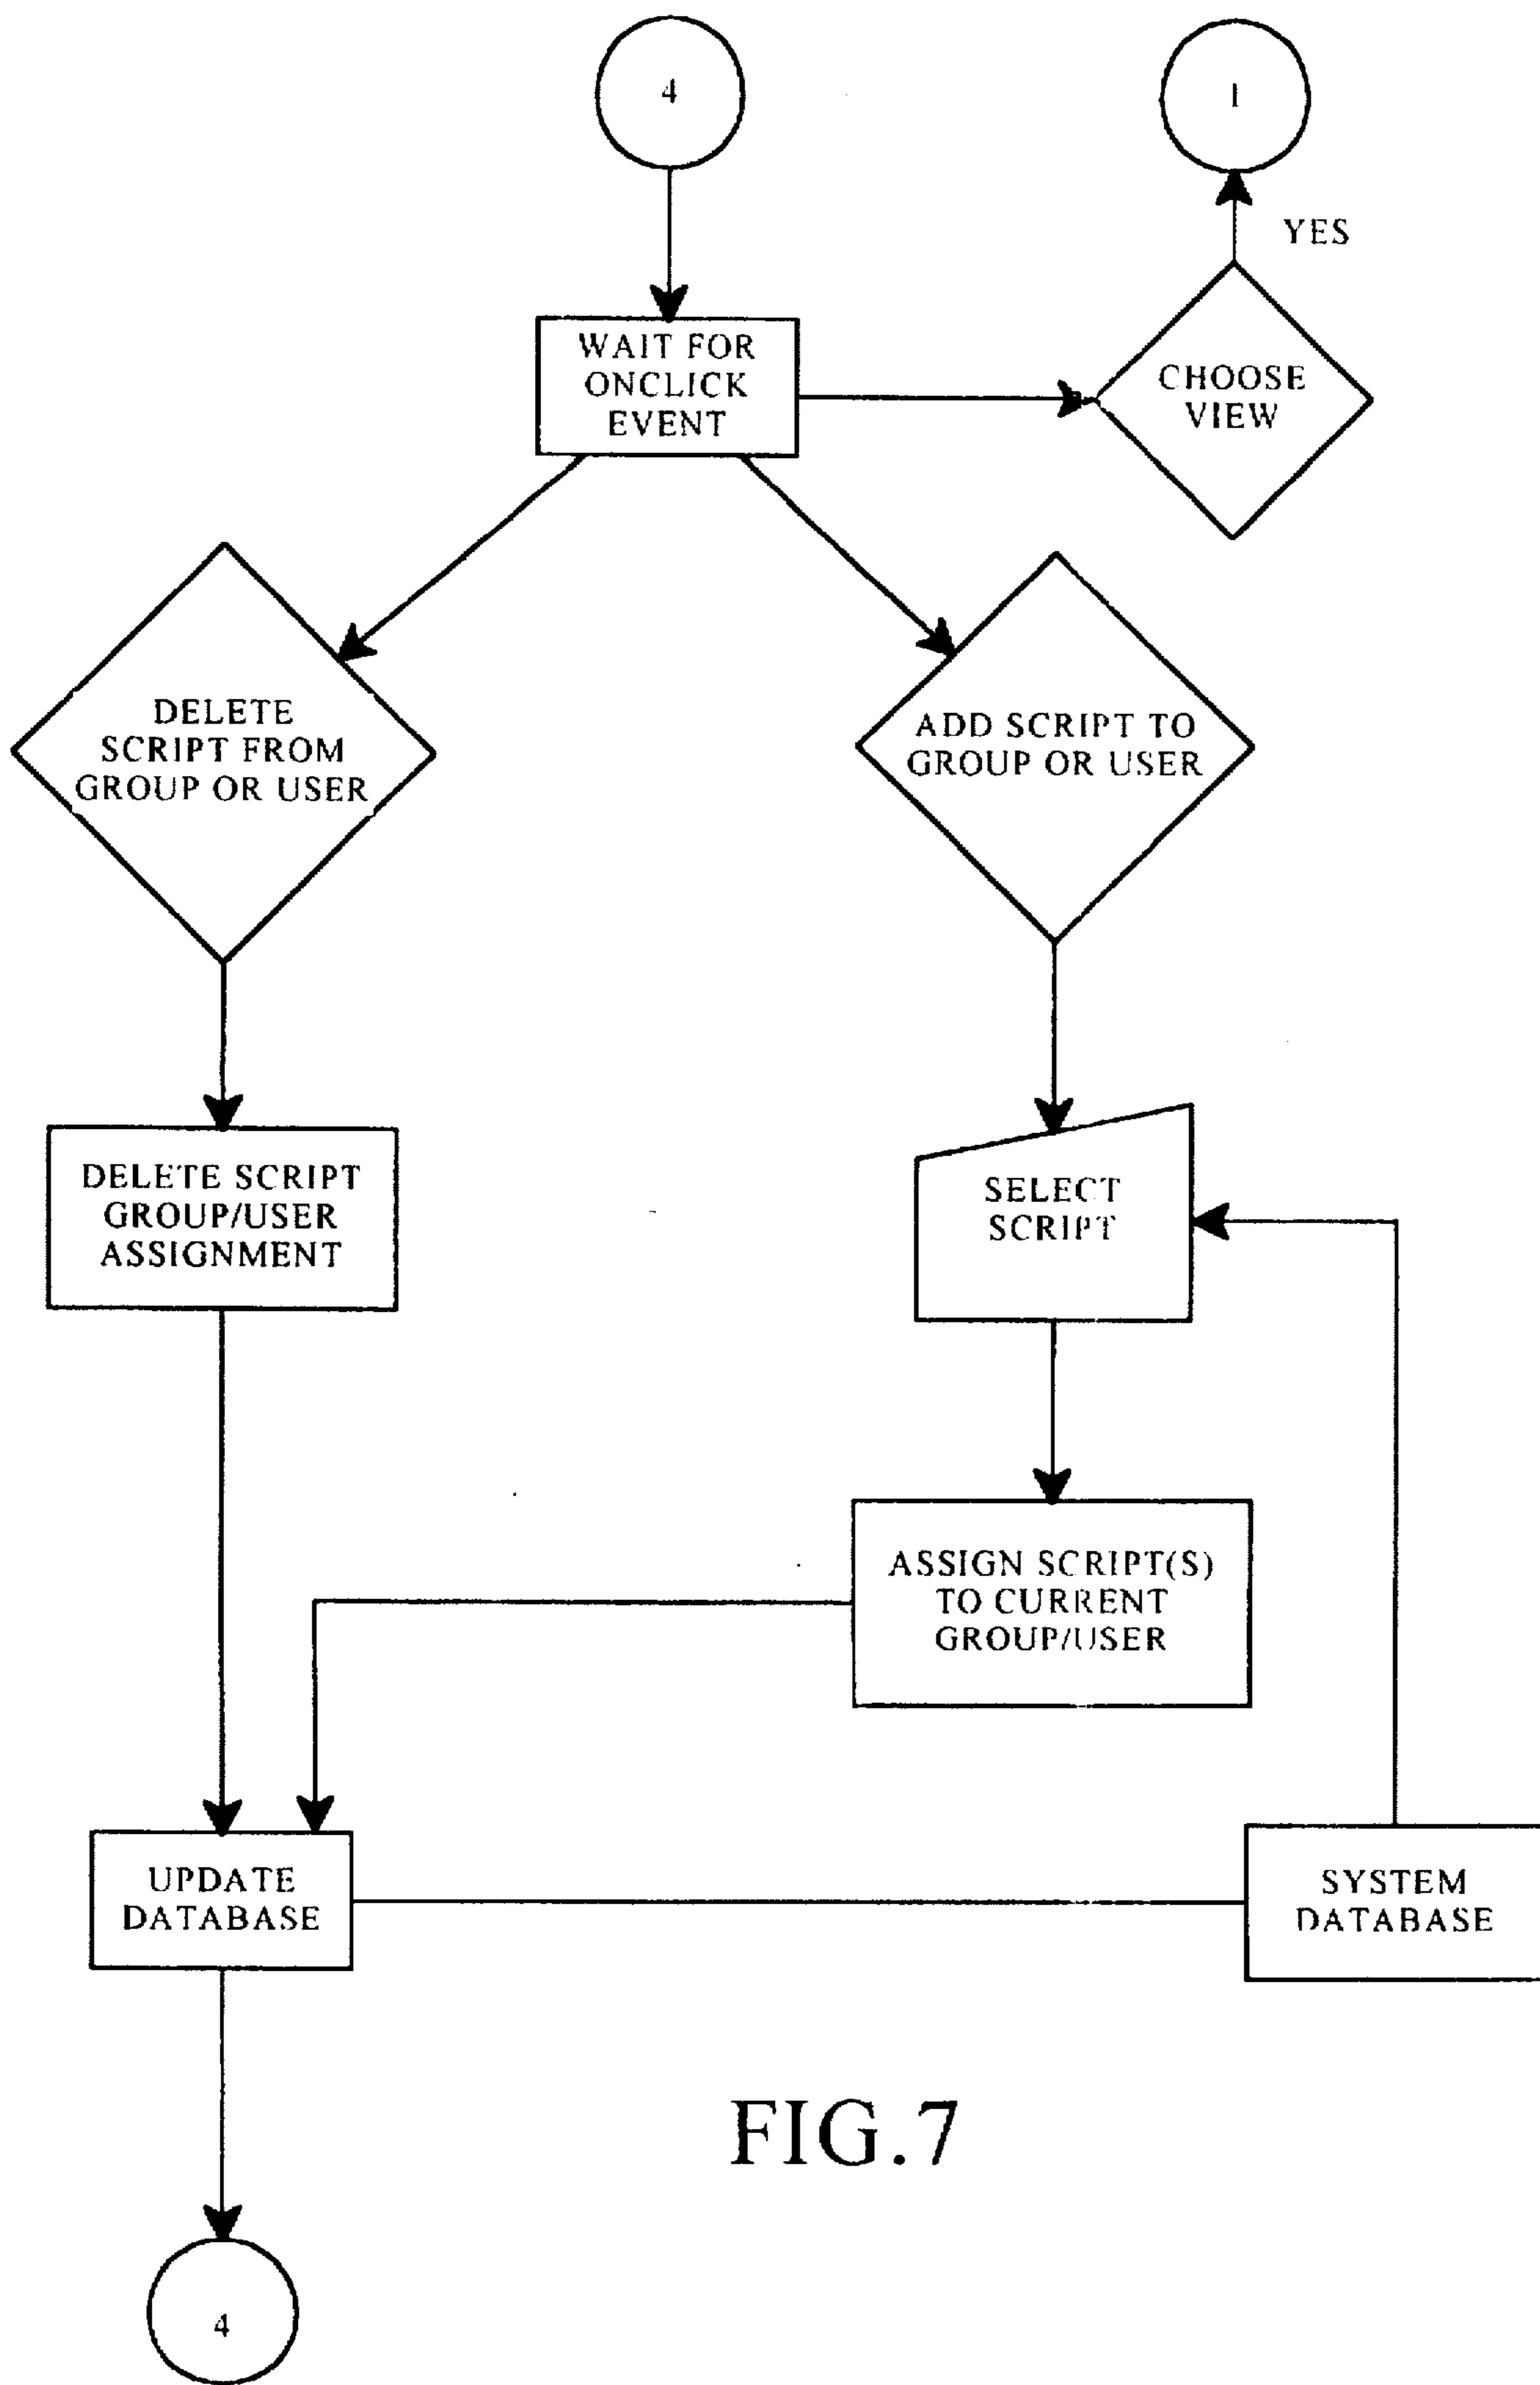 4
1
YES
WAIT FOR
ONCLICK
EVENT
CHOOSE
VIEW
DELETE
SCRIPT FROM
GROUP OR USER
ADD SCRIPT TO
GROUP OR USER
DELETE SCRIPT
GROUP/USER
ASSIGNMENT
SELECT
SCRIPT
ASSIGN SCRIPT(S)
TO CURRENT
GROUP/USER
UPDATE
DATABASE
SYSTEM
DATABASE
FIG.7
4